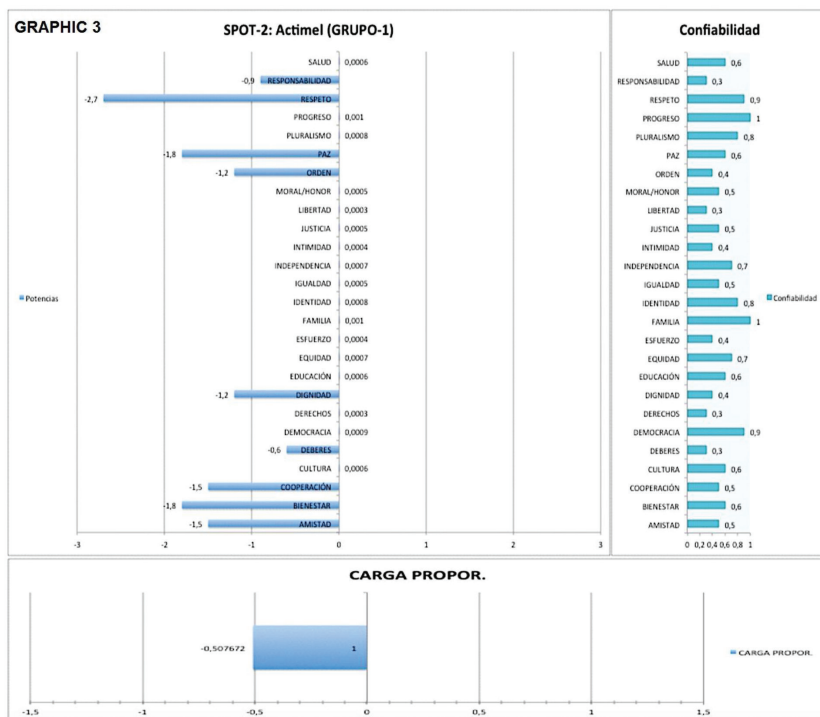 GRAPHIC 3
SPOT-2: Actimel (GRUPO-1)
SALUD 0,0006
-0,9 RESPONSABILIDAD
-2,7 RESPETO
PROGRESO 0,001
PLURALISMO 0,0008
-1,8 PAZ
-1,2 ORDEN
MORAL/HONOR 0,0005
LIBERTAD 0,0003
JUSTICIA 0,0005
INTIMIDAD 0,0004
INDEPENDENCIA 0,0007
IGUALDAD 0,0005
IDENTIDAD 0,0008
FAMILIA 0,001
ESFUERZO 0,0004
EQUIDAD 0,0007
EDUCACIÓN 0,0006
-1,2 DIGNIDAD
DERECHOS 0,0003
DEMOCRACIA 0,0009
-0,6 DEBERES
CULTURA 0,0006
-1,5 COOPERACIÓN
-1,8 BIENESTAR
-1,5 AMISTAD
-3 -2 -1 0 1 2 3
Potencias
Confiabilidad
SALUD 0,6
RESPONSABILIDAD 0,3
RESPETO 0,9
PROGRESO 1
PLURALISMO 0,8
PAZ 0,6
ORDEN 0,4
MORAL/HONOR 0,5
LIBERTAD 0,3
JUSTICIA 0,5
INTIMIDAD 0,4
INDEPENDENCIA 0,7
IGUALDAD 0,5
IDENTIDAD 0,8
FAMILIA 1
ESFUERZO 0,4
EQUIDAD 0,7
EDUCACIÓN 0,6
DIGNIDAD 0,4
DERECHOS 0,3
DEMOCRACIA 0,9
DEBERES 0,3
CULTURA 0,6
COOPERACIÓN 0,5
BIENESTAR 0,6
AMISTAD 0,5
0 0,2 0,4 0,6 0,8 1
Confiabilidad
CARGA PROPOR.
-0,507672 1
CARGA PROPOR.
-1,5 -1 -0,5 0 0,5 1 1,5